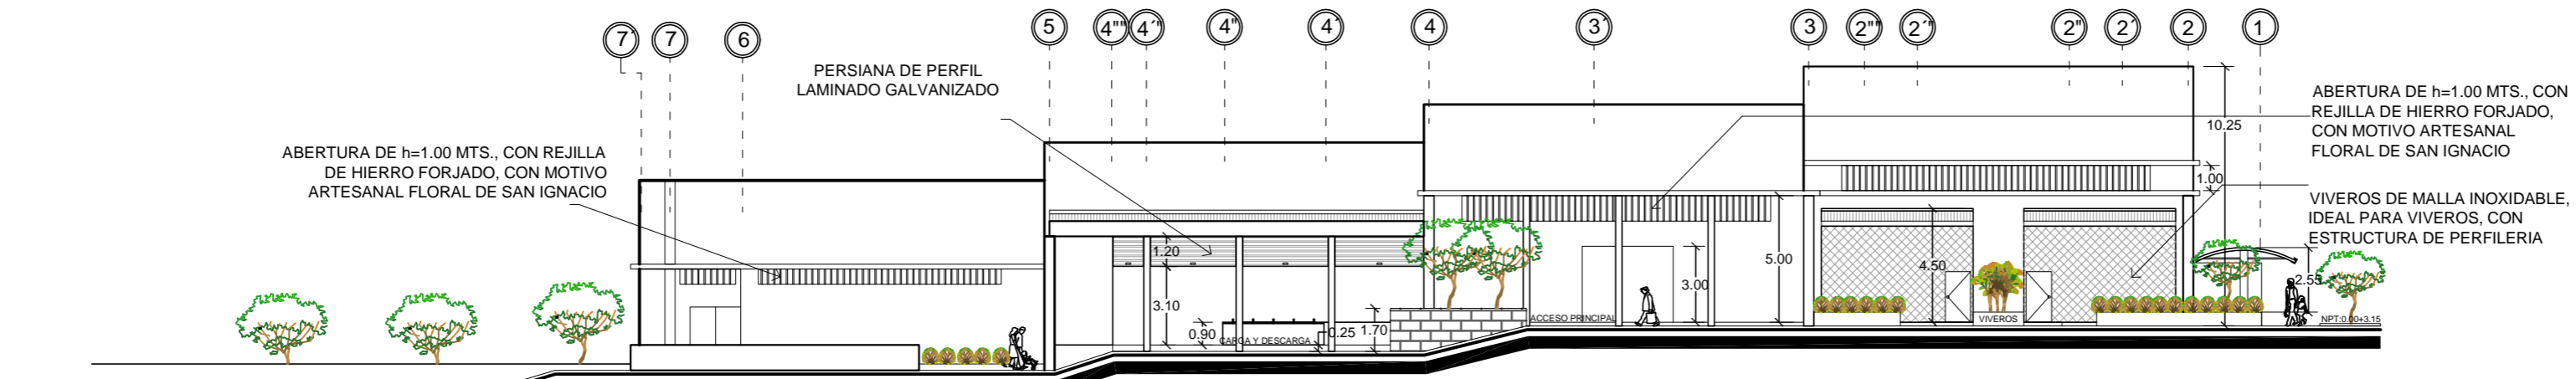 7´ 7 6 5 4"" 4´" 4" 4´ 4 3´ 3 2"" 2´" 2" 2´ 2 1
PERSIANA DE PERFIL
LAMINADO GALVANIZADO
ABERTURA DE h=1.00 MTS., CON REJILLA
DE HIERRO FORJADO, CON MOTIVO
ARTESANAL FLORAL DE SAN IGNACIO
ABERTURA DE h=1.00 MTS., CON
REJILLA DE HIERRO FORJADO,
CON MOTIVO ARTESANAL
FLORAL DE SAN IGNACIO
VIVEROS DE MALLA INOXIDABLE,
IDEAL PARA VIVEROS, CON
ESTRUCTURA DE PERFILERIA
10.25
1.00
1.20
3.10
0.90
CARGA Y DESCARGA
0.25
1.70
ACCESO PRINCIPAL
3.00
5.00
4.50
VIVEROS
2.55
NPT:0.00+3.15